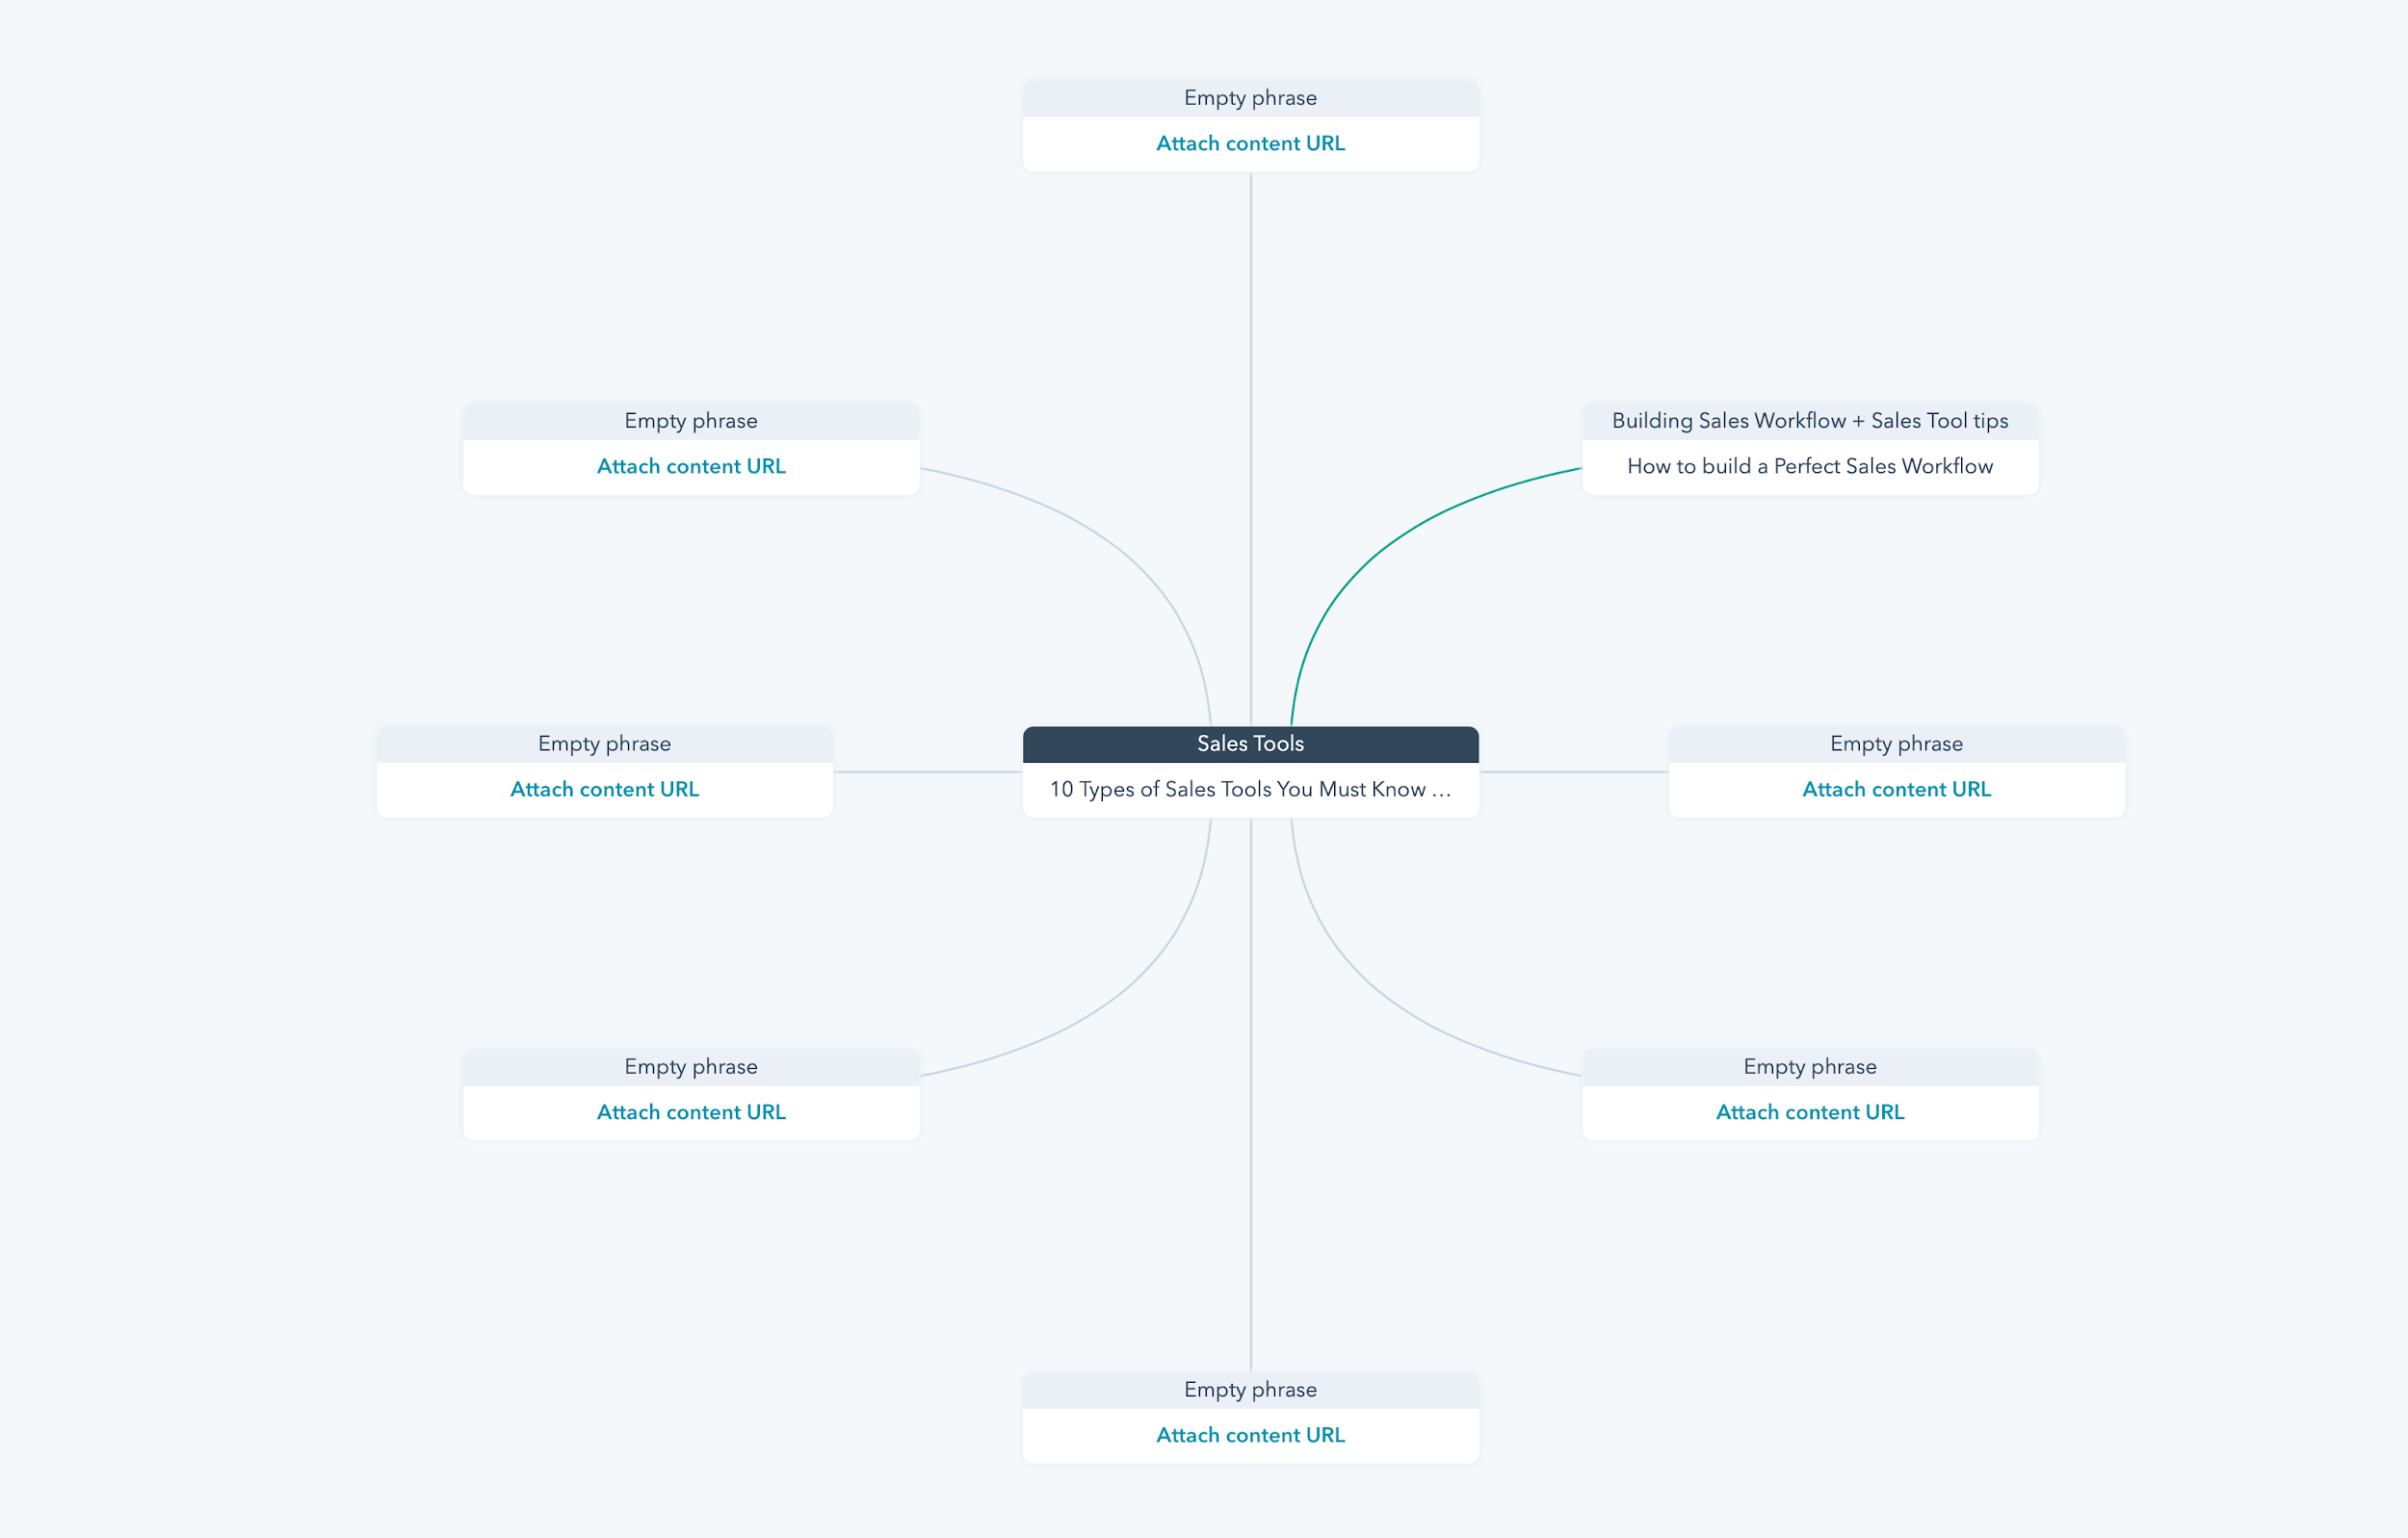 Empty phrase
Attach content URL
Empty phrase
Attach content URL
Building Sales Workflow + Sales Tool tips
How to build a Perfect Sales Workflow
Empty phrase
Attach content URL
Sales Tools
10 Types of Sales Tools You Must Know ...
Empty phrase
Attach content URL
Empty phrase
Attach content URL
Empty phrase
Attach content URL
Empty phrase
Attach content URL